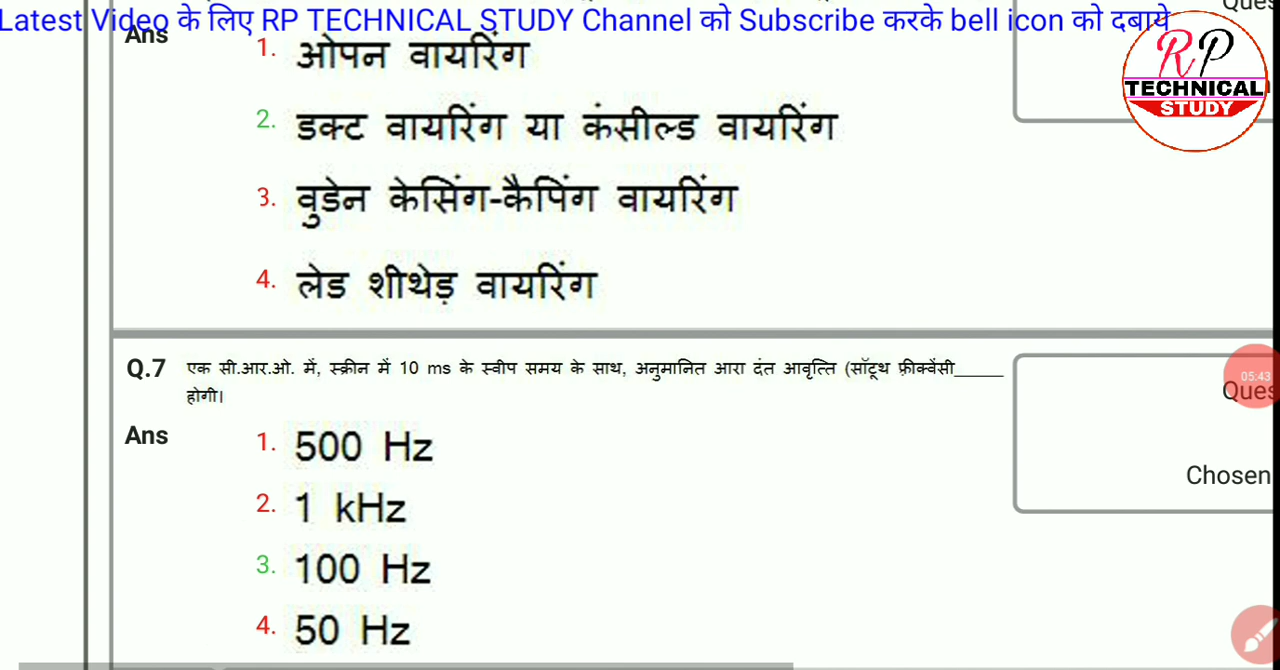 Latest Video के लिए RP TECHNICAL STUDY Channel को Subscribe करके bell icon को दबाये
Ques
Ans
1. ओपन वायरिंग
2. डक्ट वायरिंग या कंसील्ड वायरिंग
3. वुडेन केसिंग-कैपिंग वायरिंग
4. लेड शीथेड़ वायरिंग
RP
TECHNICAL
STUDY
Q.7 एक सी.आर.ओ. में, स्क्रीन में 10 ms के स्वीप समय के साथ, अनुमानित आरा दंत आवृत्ति (सॉटूथ फ़्रीक्वेंसी_____
होगी।
05:43
Ques
Ans
1. 500 Hz
Chosen
2. 1 kHz
3. 100 Hz
4. 50 Hz